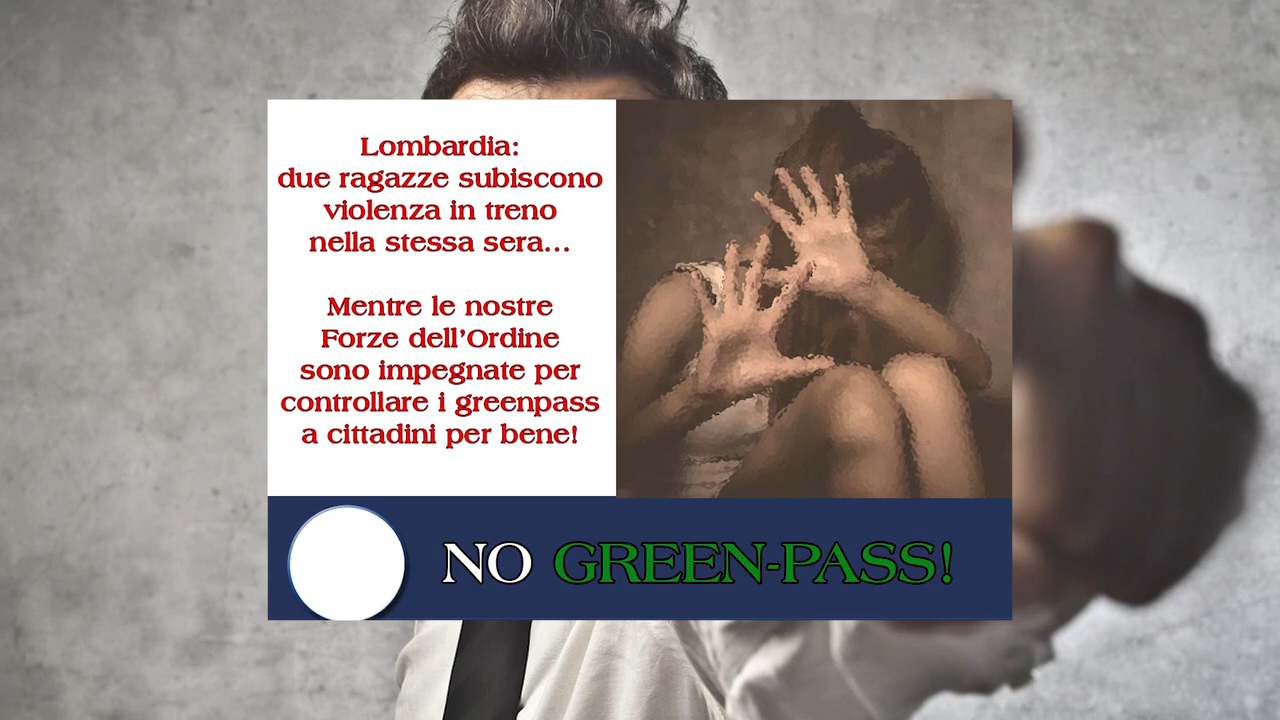 Lombardia:
due ragazze subiscono
violenza in treno
nella stessa sera...
Mentre le nostre
Forze dell'Ordine
sono impegnate per
controllare i greenpass
a cittadini per bene!
NO GREEN-PASS!